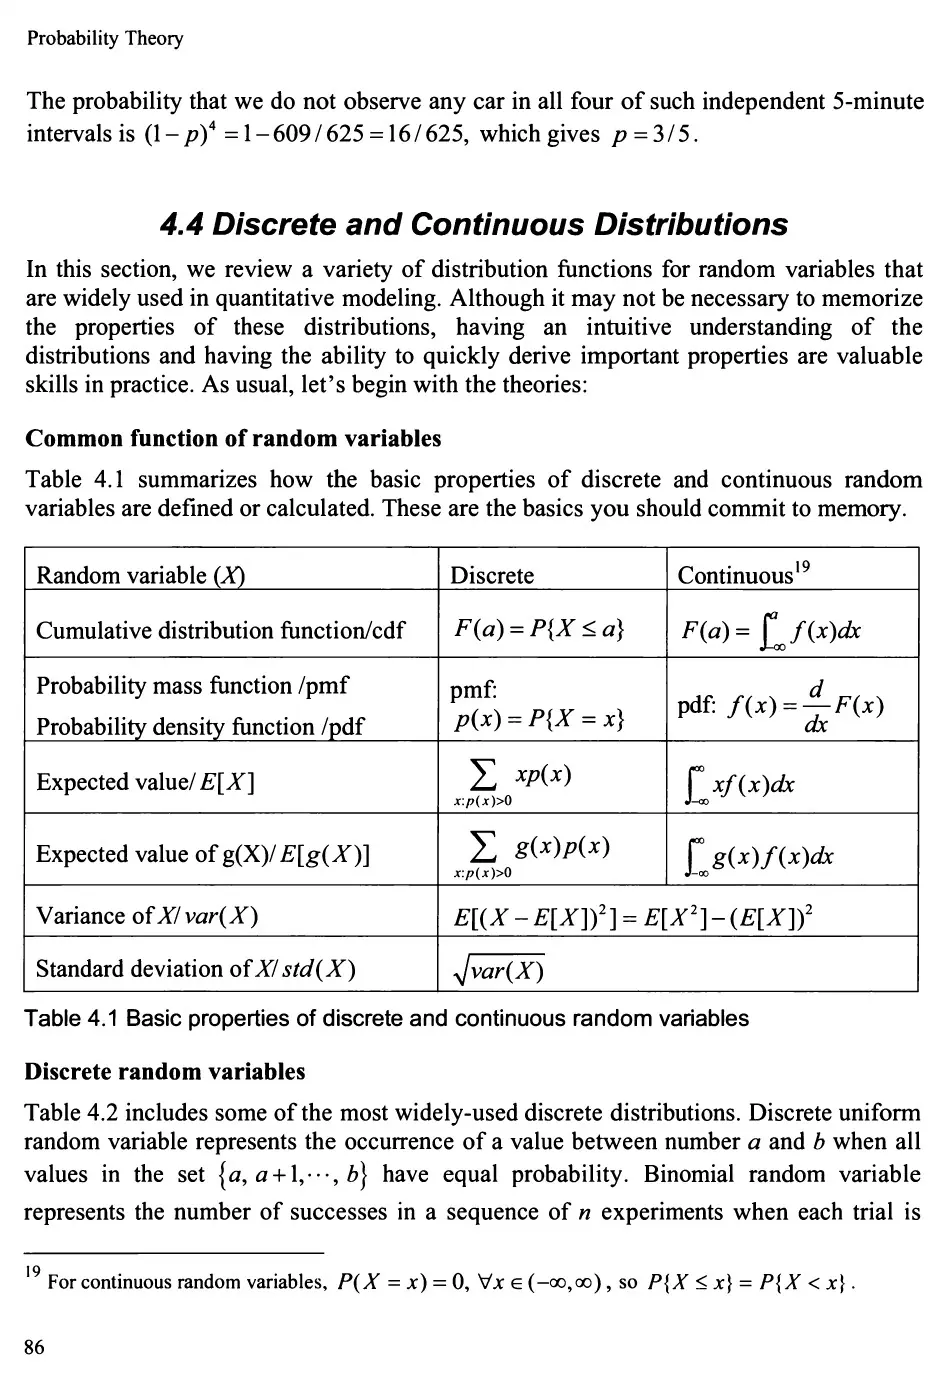 Probability Theory
The probability that we do not observe any car in all four of such independent 5-minute
intervals is (1 − p)⁴ = 1 − 609 / 625 = 16 / 625, which gives p = 3 / 5.
4.4 Discrete and Continuous Distributions
In this section, we review a variety of distribution functions for random variables that
are widely used in quantitative modeling. Although it may not be necessary to memorize
the properties of these distributions, having an intuitive understanding of the
distributions and having the ability to quickly derive important properties are valuable
skills in practice. As usual, let's begin with the theories:
Common function of random variables
Table 4.1 summarizes how the basic properties of discrete and continuous random
variables are defined or calculated. These are the basics you should commit to memory.
Random variable (X) Discrete Continuous¹⁹
Cumulative distribution function/cdf F(a) = P{X ≤ a} F(a) = ∫_{−∞}^{a} f(x)dx
Probability mass function /pmf pmf:
Probability density function /pdf p(x) = P{X = x} pdf: f(x) = d/dx F(x)
Expected value/ E[X] ∑_{x:p(x)>0} xp(x) ∫_{−∞}^{∞} xf(x)dx
Expected value of g(X)/ E[g(X)] ∑_{x:p(x)>0} g(x)p(x) ∫_{−∞}^{∞} g(x)f(x)dx
Variance of X/ var(X) E[(X − E[X])²] = E[X²] − (E[X])²
Standard deviation of X/ std(X) √var(X)
Table 4.1 Basic properties of discrete and continuous random variables
Discrete random variables
Table 4.2 includes some of the most widely-used discrete distributions. Discrete uniform
random variable represents the occurrence of a value between number a and b when all
values in the set {a, a + 1, ⋯, b} have equal probability. Binomial random variable
represents the number of successes in a sequence of n experiments when each trial is
¹⁹ For continuous random variables, P(X = x) = 0, ∀x ∈ (−∞, ∞), so P{X ≤ x} = P{X < x}.
86